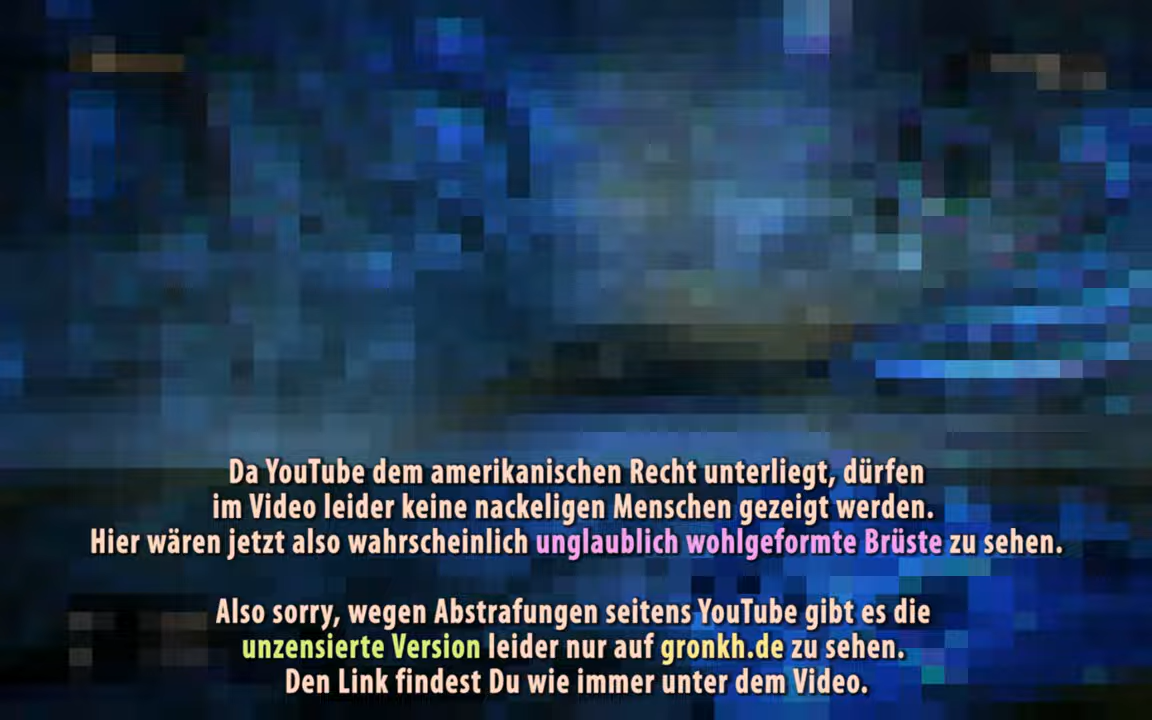 Da YouTube dem amerikanischen Recht unterliegt, dürfen
im Video leider keine nackeligen Menschen gezeigt werden.
Hier wären jetzt also wahrscheinlich unglaublich wohlgeformte Brüste zu sehen.
Also sorry, wegen Abstrafungen seitens YouTube gibt es die
unzensierte Version leider nur auf gronkh.de zu sehen.
Den Link findest Du wie immer unter dem Video.